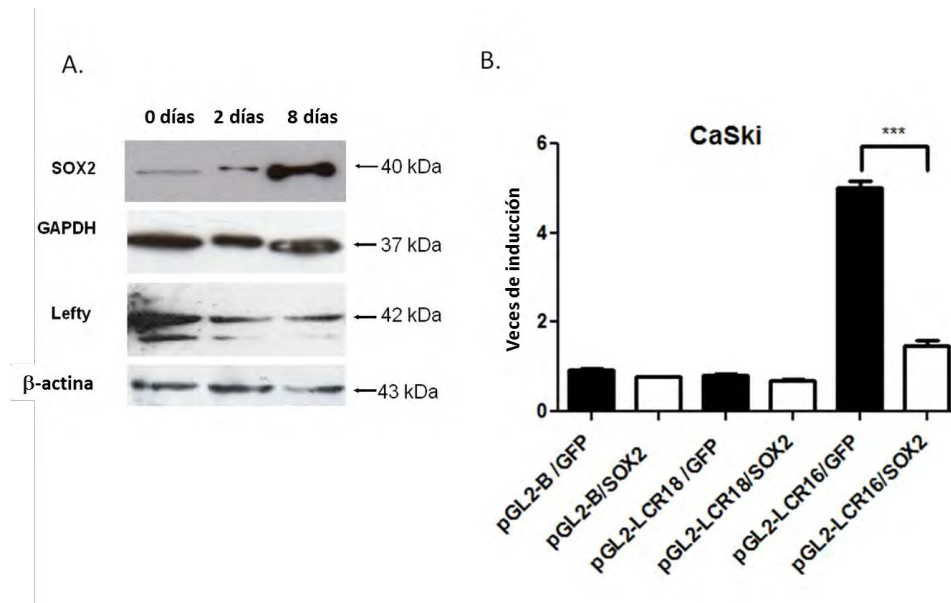 A.
0 días 2 días 8 días
SOX2
40 kDa
GAPDH
37 kDa
Lefty
42 kDa
β-actina
43 kDa
B.
CaSki
***
Veces de inducción
6
4
2
0
pGL2-B /GFP
pGL2-B/SOX2
pGL2-LCR18 /GFP
pGL2-LCR18/SOX2
pGL2-LCR16/GFP
pGL2-LCR16/SOX2